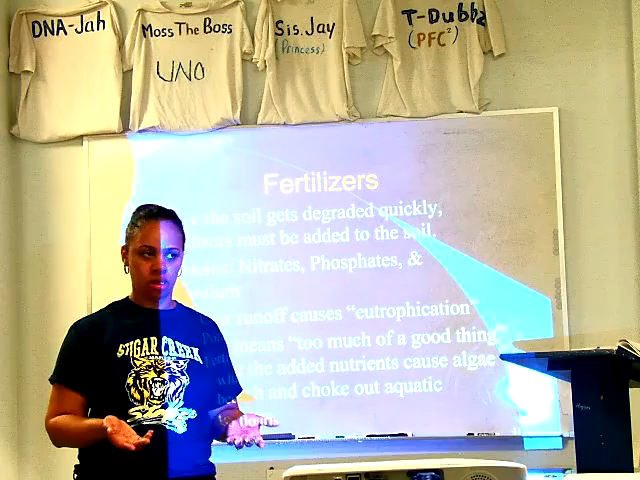 DNA-Jah
Moss The Boss
UNO
Sis. Jay
(Princess)
T-Dubbz
(PFC²)
Fertilizers
the soil gets degraded quickly,
must be added to the soil.
Nitrates, Phosphates, &
runoff causes "eutrophication"
means "too much of a good thing"
the added nutrients cause algae
and choke out aquatic
SUGAR CREEK